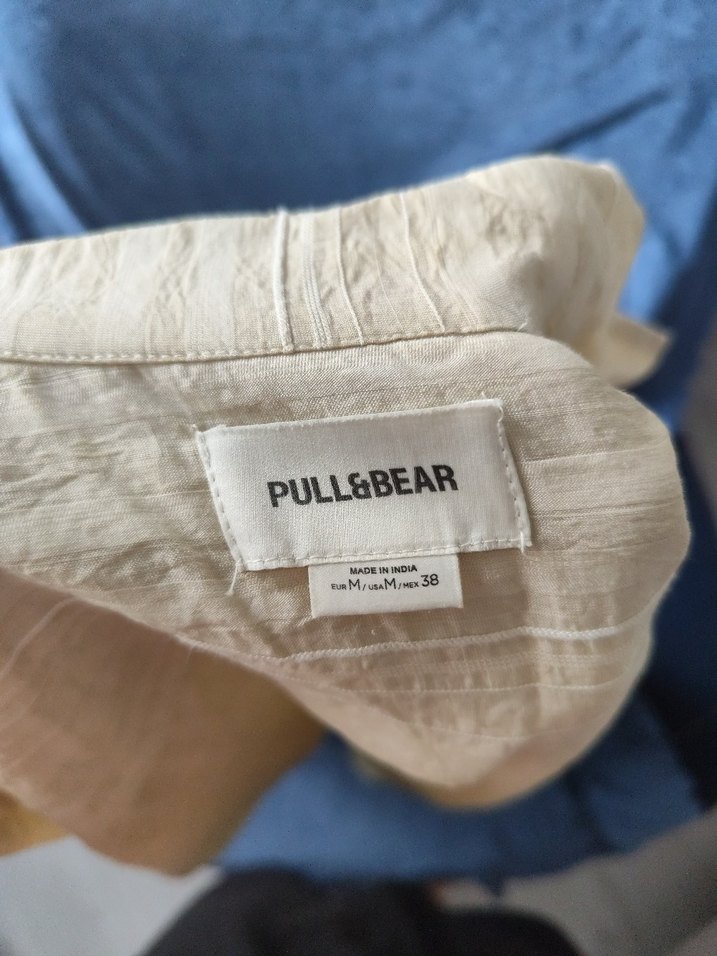 PULL&BEAR
MADE IN INDIA
EUR M / USA M / MEX 38